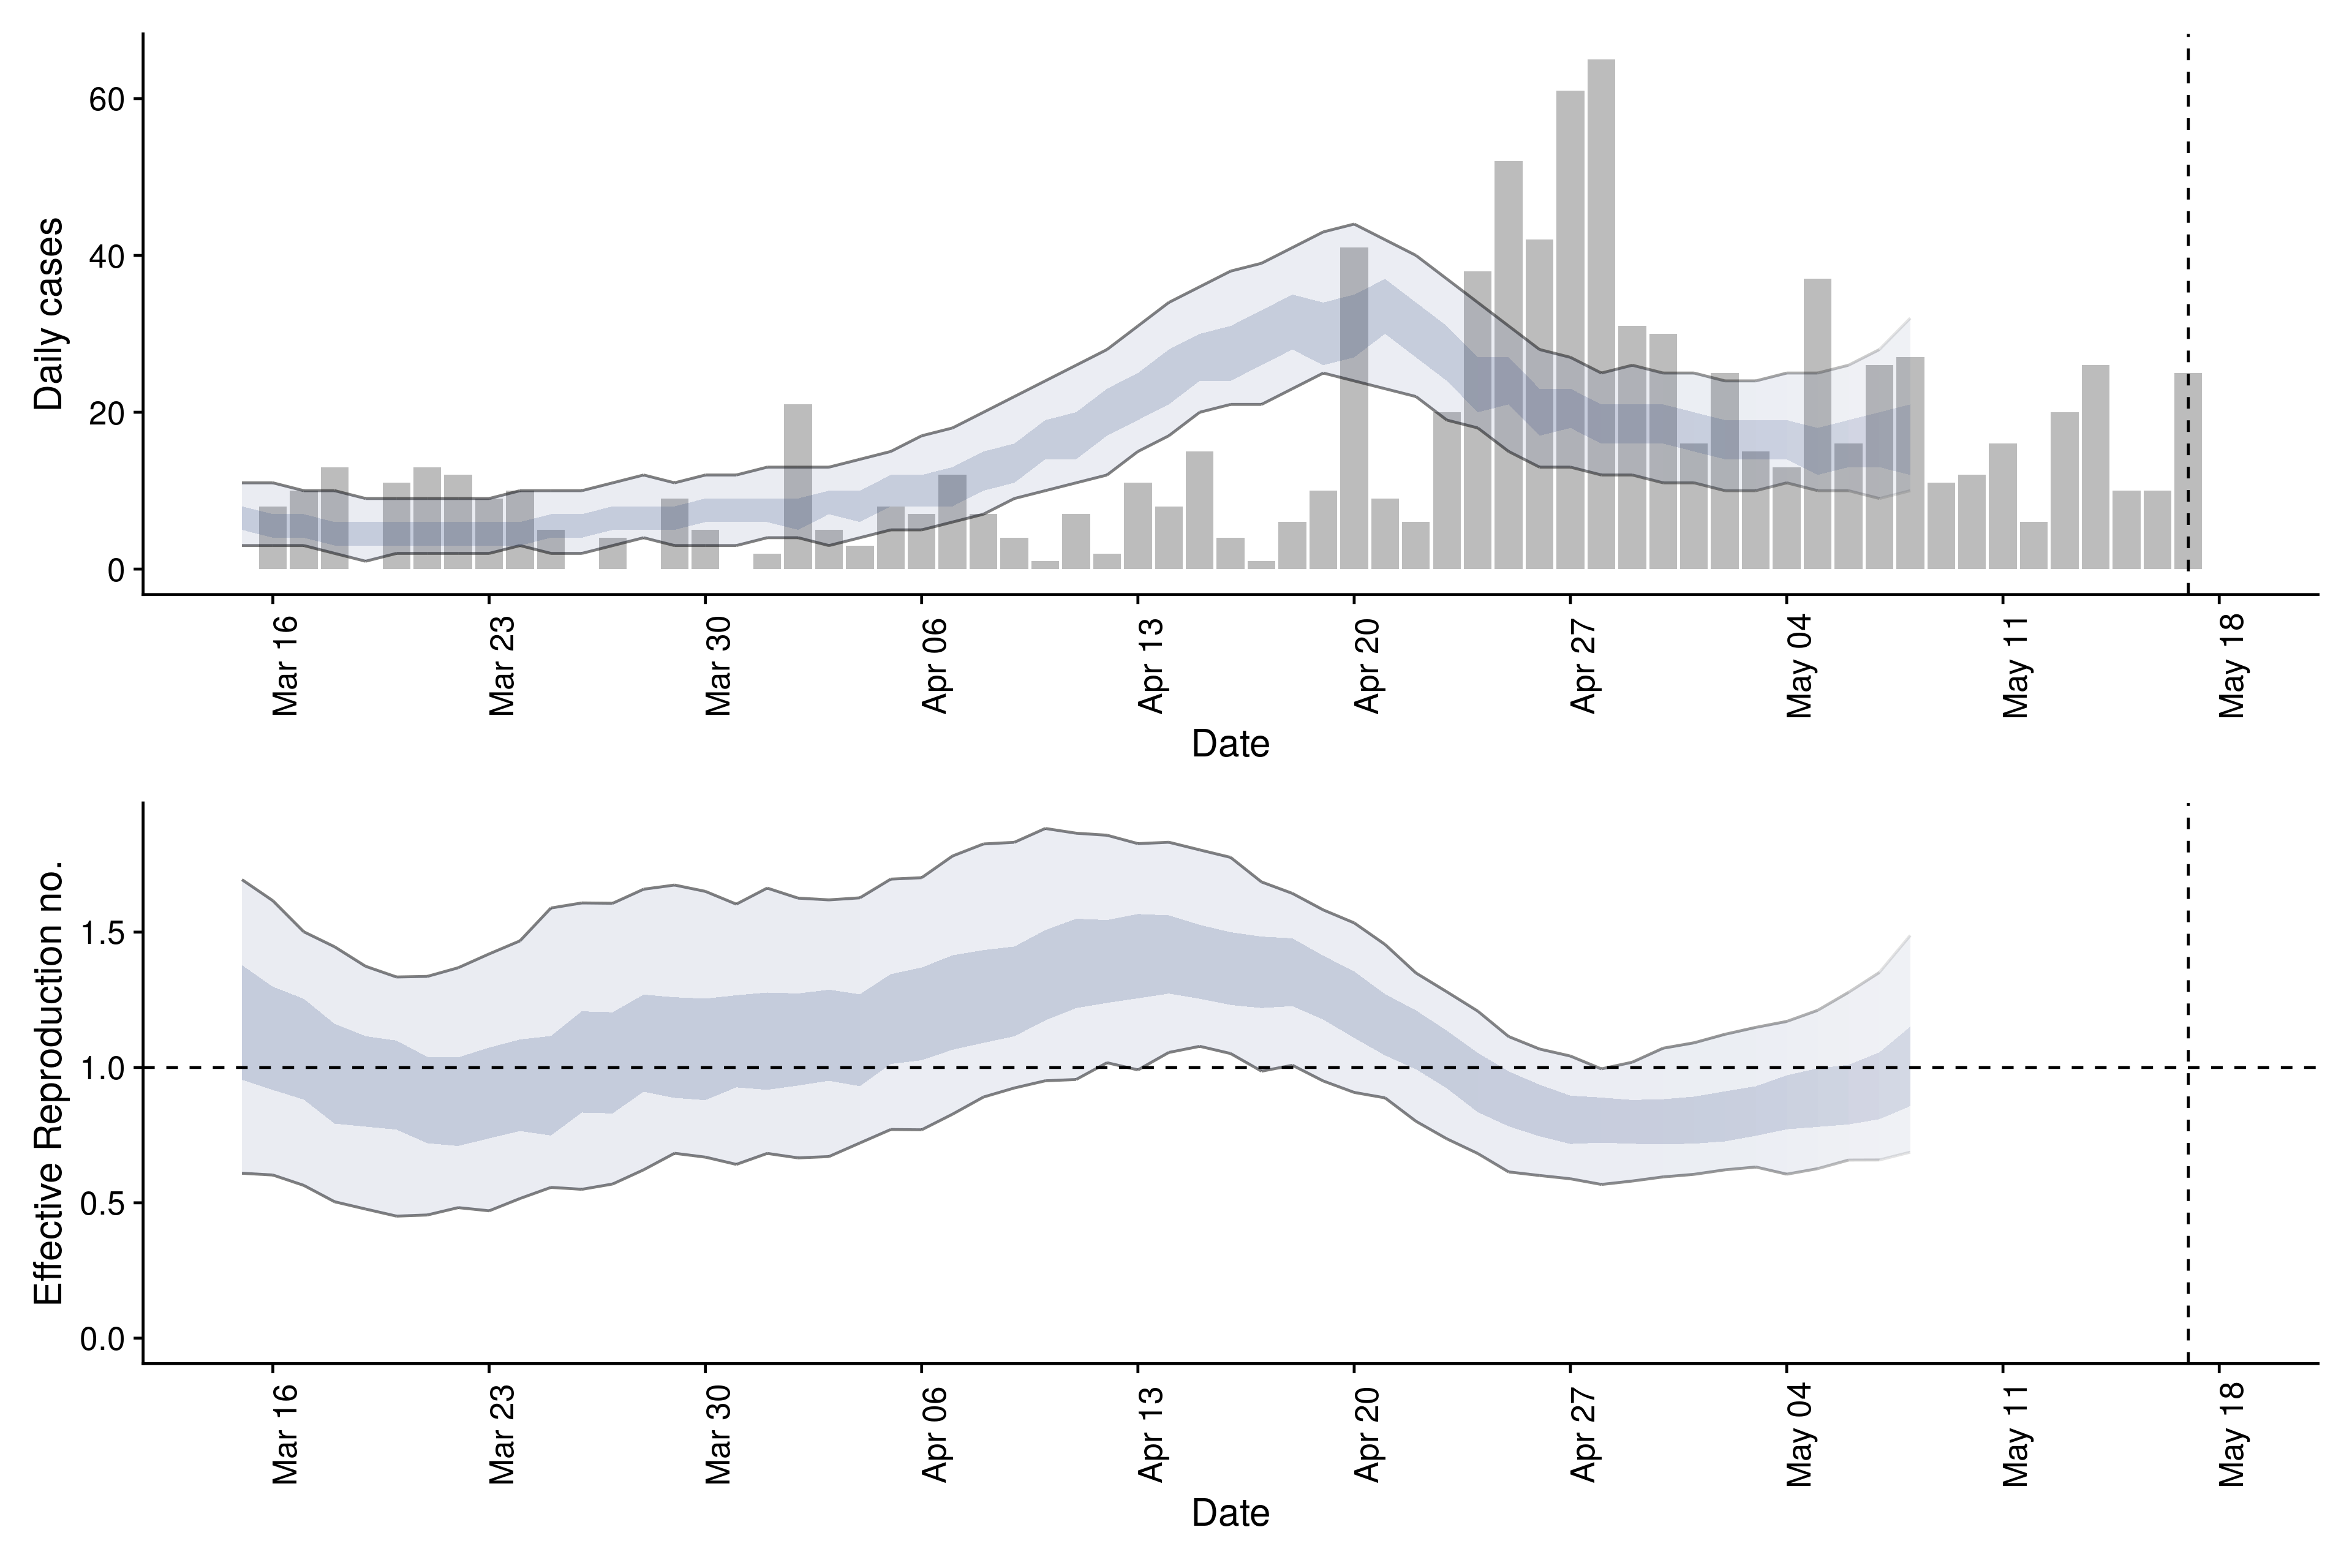 Daily cases
60
40
20
0
Mar 16
Mar 23
Mar 30
Apr 06
Apr 13
Apr 20
Apr 27
May 04
May 11
May 18
Date
Effective Reproduction no.
1.5
1.0
0.5
0.0
Mar 16
Mar 23
Mar 30
Apr 06
Apr 13
Apr 20
Apr 27
May 04
May 11
May 18
Date